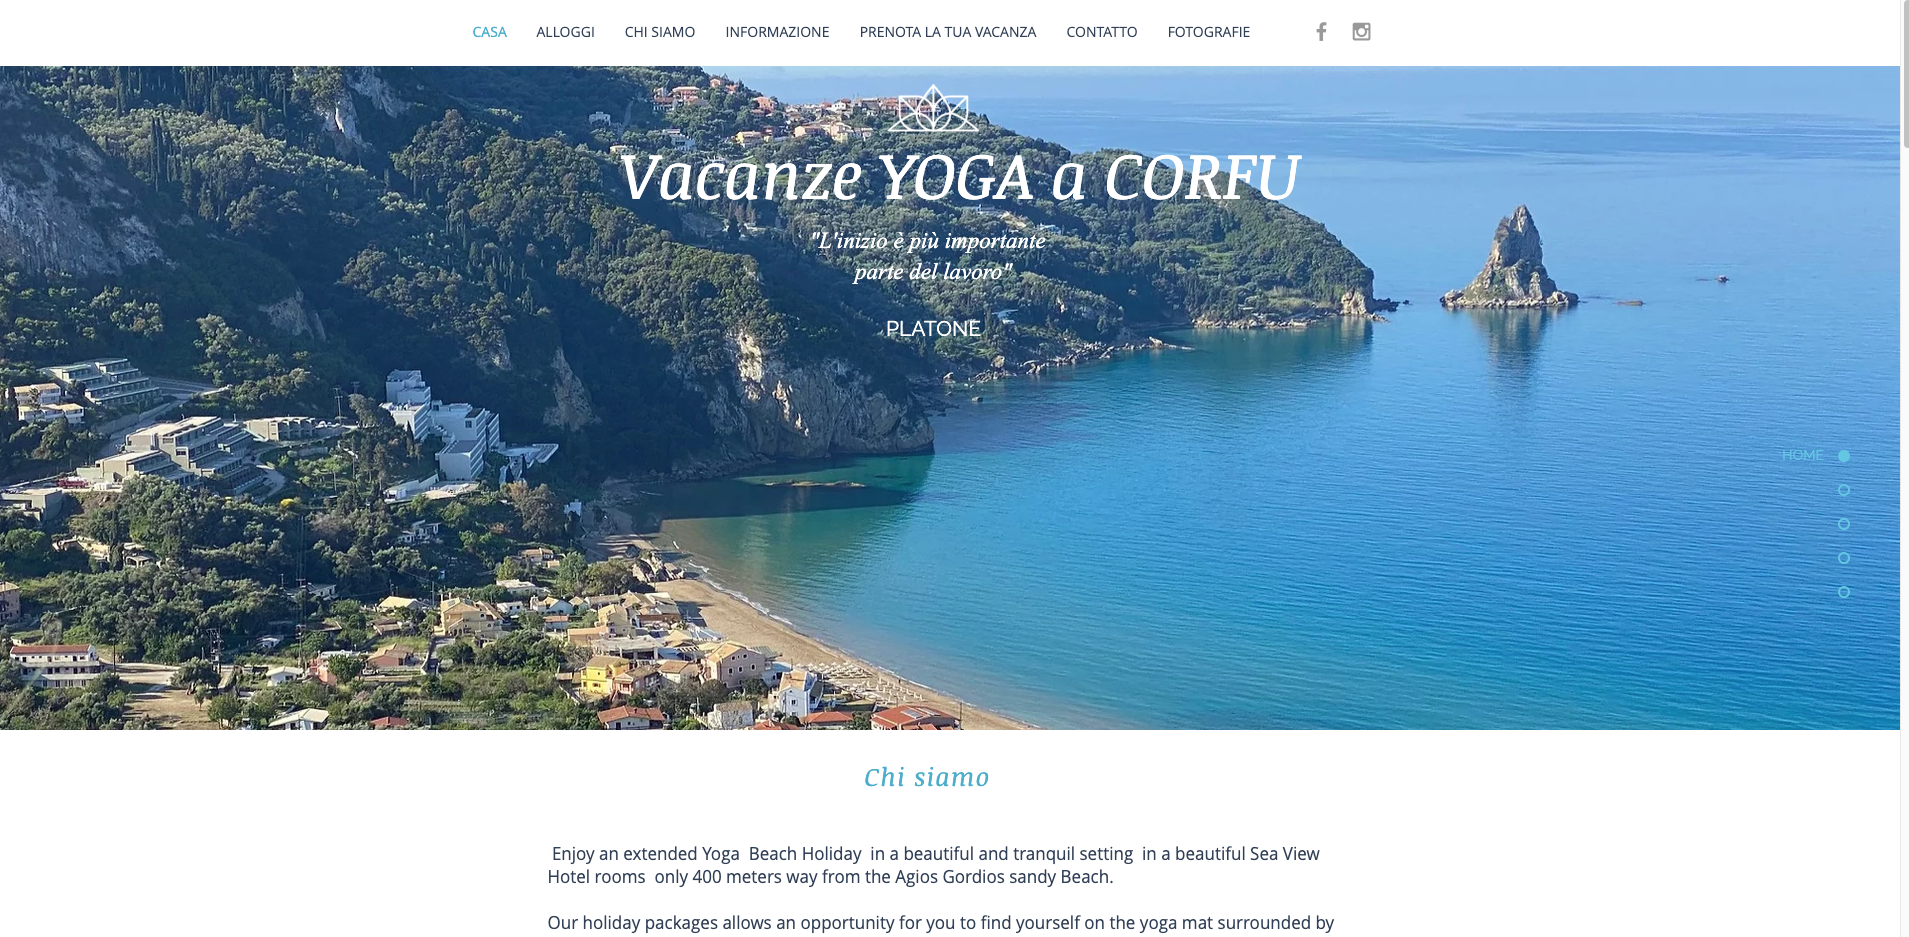 CASA ALLOGGI CHI SIAMO INFORMAZIONE PRENOTA LA TUA VACANZA CONTATTO FOTOGRAFIE
Vacanze YOGA a CORFU
"L'inizio è più importante
parte del lavoro"
PLATONE
HOME
Chi siamo
Enjoy an extended Yoga Beach Holiday in a beautiful and tranquil setting in a beautiful Sea View
Hotel rooms only 400 meters way from the Agios Gordios sandy Beach.
Our holiday packages allows an opportunity for you to find yourself on the yoga mat surrounded by